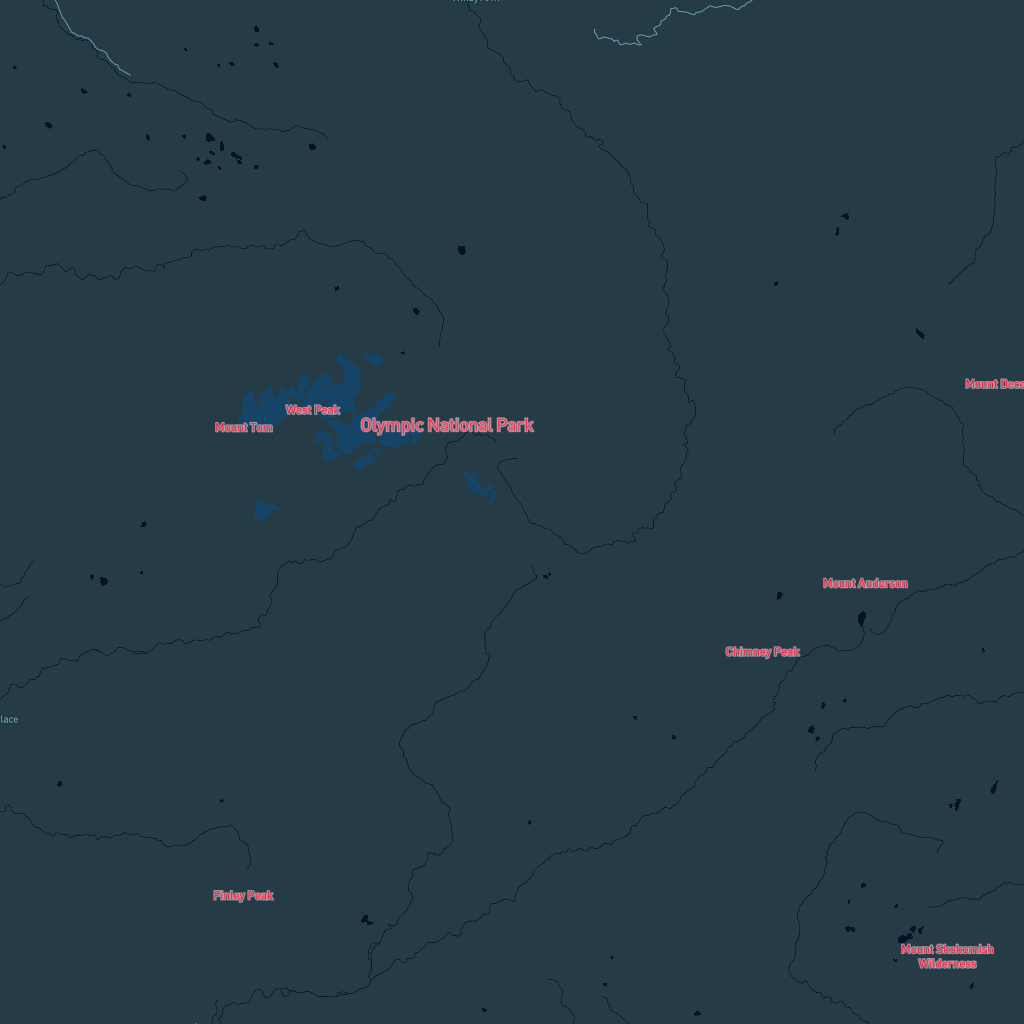 Mount Dece
West Peak
Mount Tom
Olympic National Park
Mount Anderson
Chimney Peak
lace
Finley Peak
Mount Skokomish
Wilderness